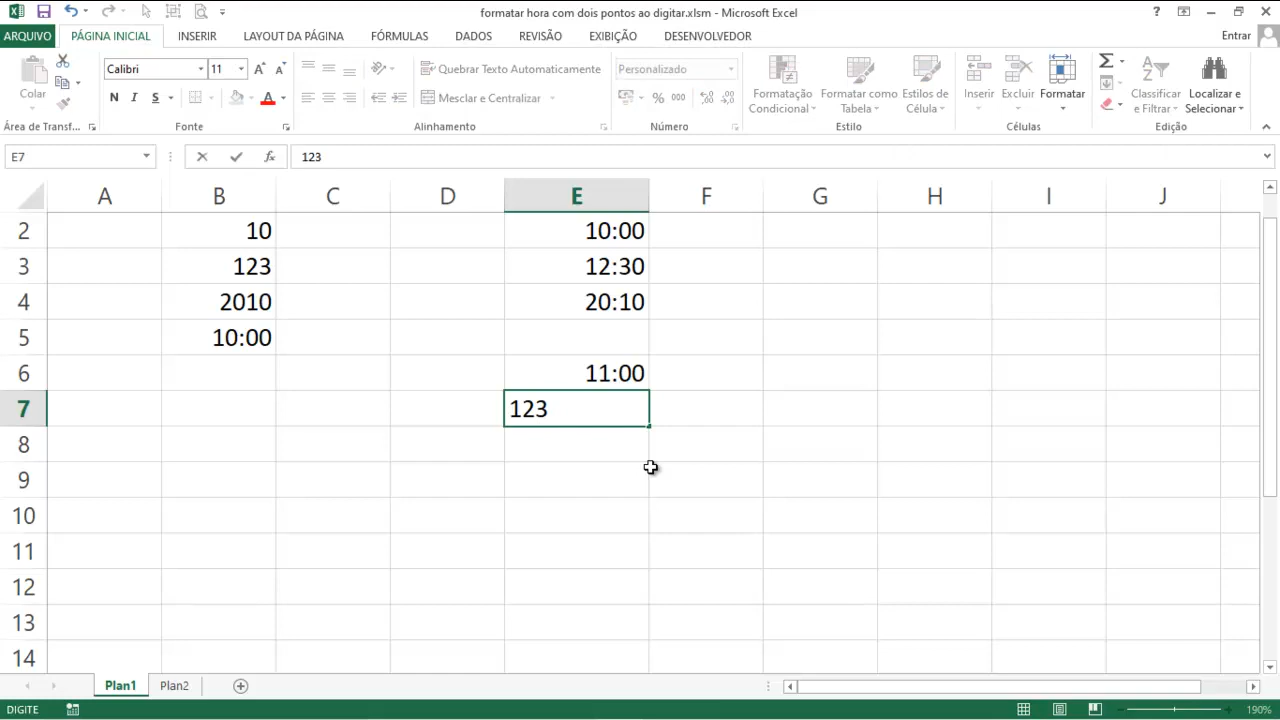 formatar hora com dois pontos ao digitar.xlsm - Microsoft Excel
?
ARQUIVO PÁGINA INICIAL INSERIR LAYOUT DA PÁGINA FÓRMULAS DADOS REVISÃO EXIBIÇÃO DESENVOLVEDOR Entrar
Colar
Calibri 11
N I S
Quebrar Texto Automaticamente
Mesclar e Centralizar
Personalizado
% 000
Formatação Condicional
Formatar como Tabela
Estilos de Célula
Inserir
Excluir
Formatar
Classificar e Filtrar
Localizar e Selecionar
Área de Transf... Fonte Alinhamento Número Estilo Células Edição
E7 fx 123
A B C D E F G H I J
2 10 10:00
3 123 12:30
4 2010 20:10
5 10:00
6 11:00
7 123
8
9
10
11
12
13
14
Plan1 Plan2
DIGITE 190%